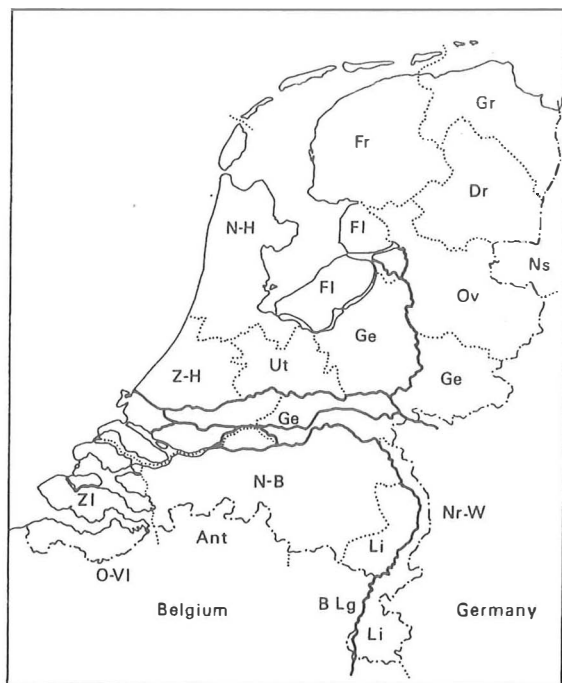 Gr
Fr
Dr
N-H
Fl
Ns
Fl
Ov
Ge
Ut
Z-H
Ge
Ge
N-B
Zl
Nr-W
Ant
Li
O-Vl
B Lg
Belgium
Germany
Li